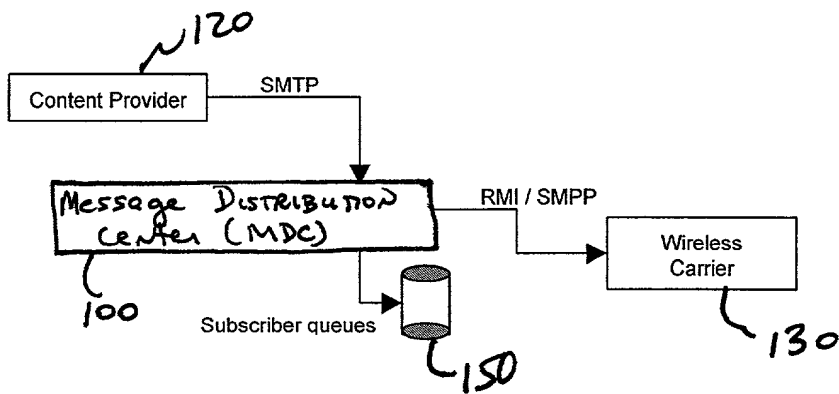 120
Content Provider
SMTP
Message Distribution
Center (MDC)
RMI / SMPP
Wireless
Carrier
100
Subscriber queues
150
130